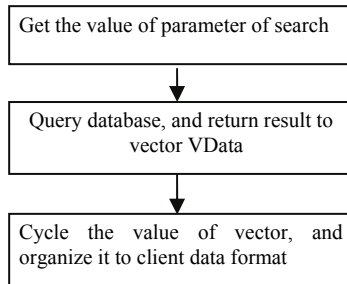 Get the value of parameter of search
Query database, and return result to
vector VData
Cycle the value of vector, and
organize it to client data format